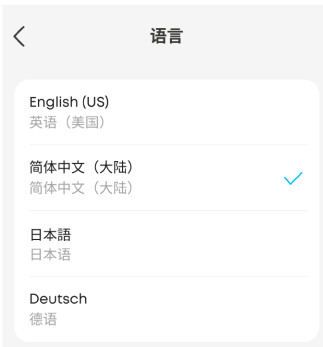 语言
English (US)
英语（美国）
简体中文（大陆）
简体中文（大陆）
日本語
日本语
Deutsch
德语